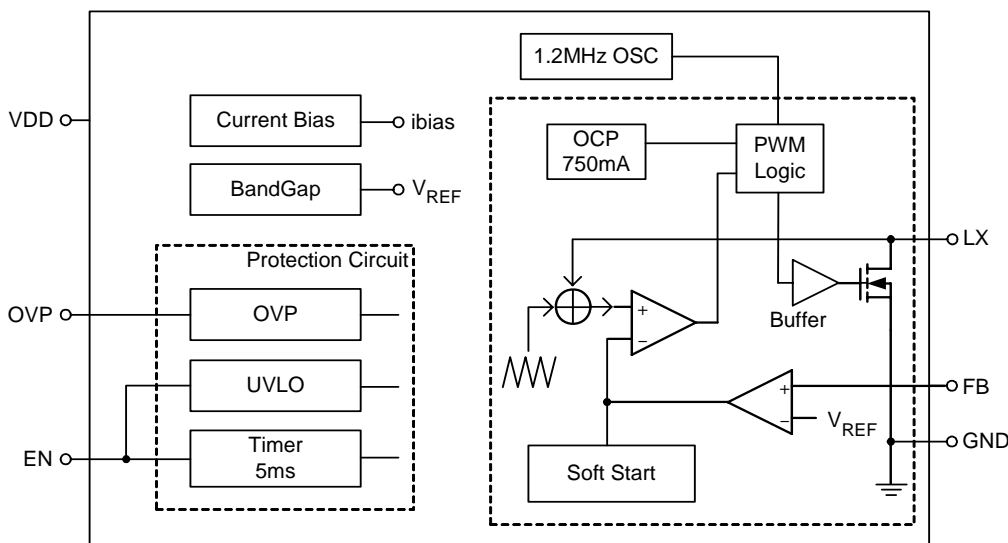 1.2MHz OSC
VDD
Current Bias
ibias
OCP
750mA
PWM
Logic
BandGap
VREF
LX
Protection Circuit
OVP
OVP
+
−
Buffer
UVLO
FB
+
−
VREF
EN
Timer
5ms
Soft Start
GND